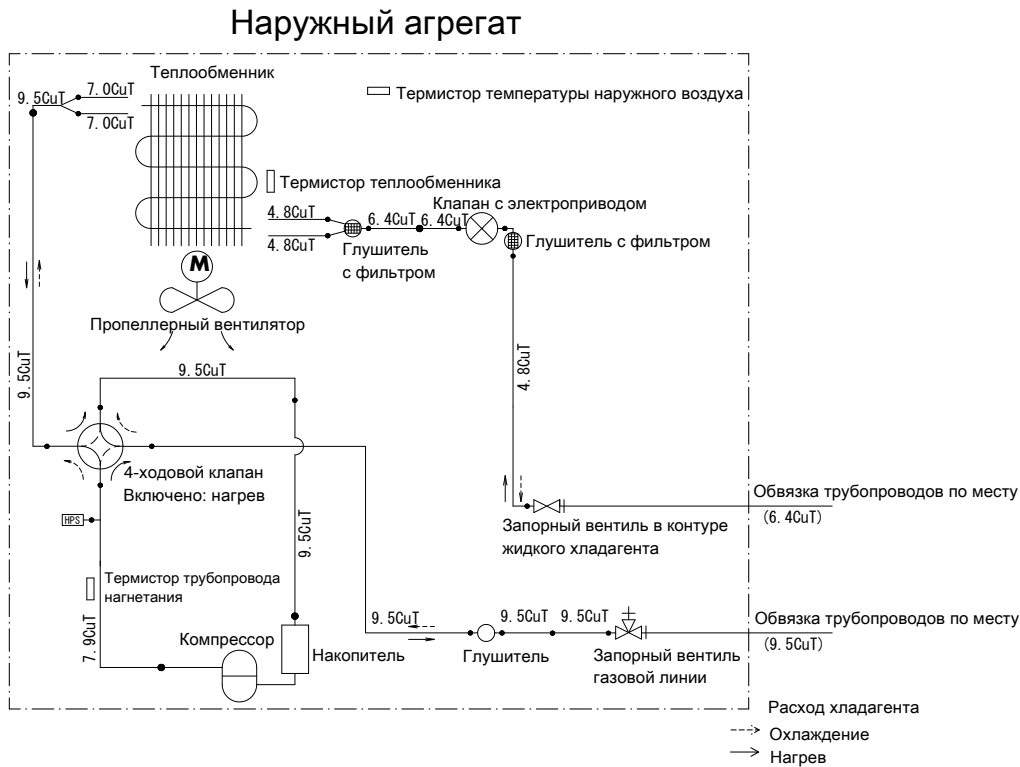 Наружный агрегат
Теплообменник
9.5CuT
7.0CuT
7.0CuT
Термистор температуры наружного воздуха
Термистор теплообменника
Клапан с электроприводом
4.8CuT
4.8CuT
6.4CuT
6.4CuT
Глушитель
с фильтром
Глушитель с фильтром
M
Пропеллерный вентилятор
9.5CuT
9.5CuT
4.8CuT
4-ходовой клапан
Включено: нагрев
HPS
9.5CuT
Обвязка трубопроводов по месту
(6.4CuT)
Запорный вентиль в контуре
жидкого хладагента
Термистор трубопровода
нагнетания
7.9CuT
Компрессор
Накопитель
9.5CuT
9.5CuT
9.5CuT
Глушитель
Запорный вентиль
газовой линии
Обвязка трубопроводов по месту
(9.5CuT)
Расход хладагента
Охлаждение
Нагрев